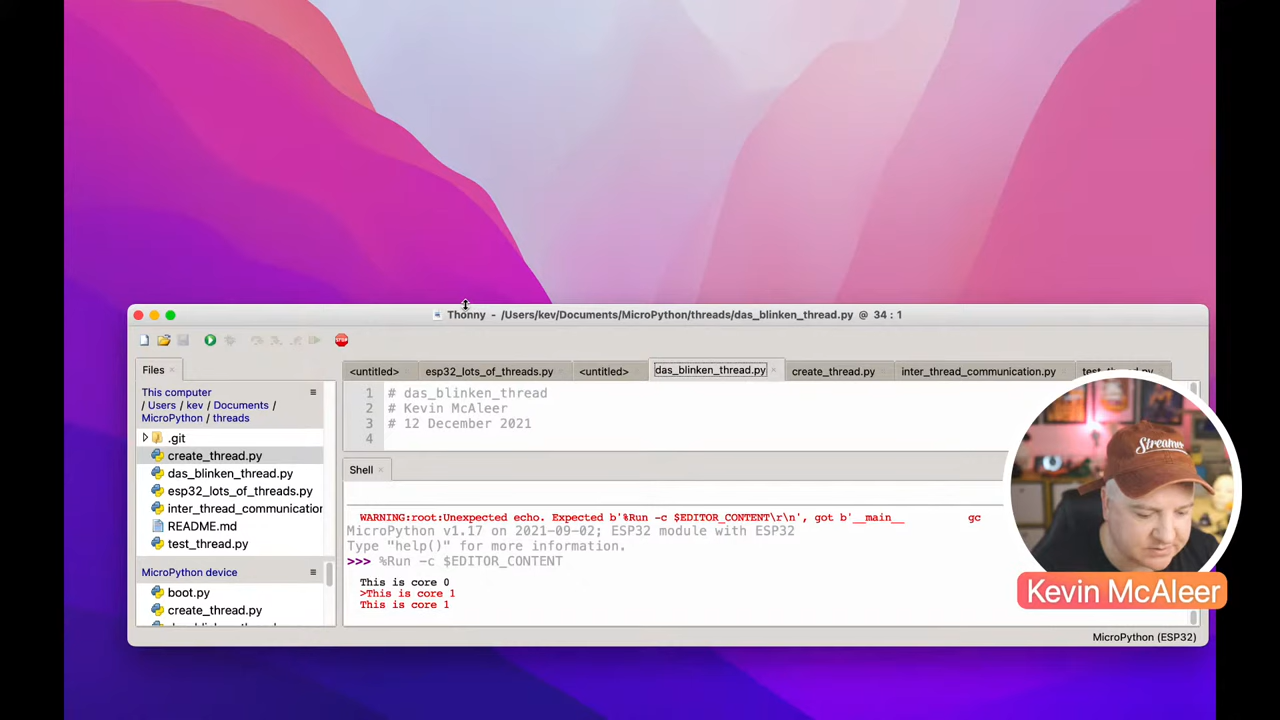 Thonny - /Users/kev/Documents/MicroPython/threads/das_blinken_thread.py @ 34 : 1
STOP
Files
<untitled>
esp32_lots_of_threads.py
<untitled>
das_blinken_thread.py
create_thread.py
inter_thread_communication.py
This computer
/ Users / kev / Documents /
MicroPython / threads
.git
create_thread.py
das_blinken_thread.py
esp32_lots_of_threads.py
inter_thread_communication
README.md
test_thread.py
MicroPython device
boot.py
create_thread.py
1 # das_blinken_thread
2 # Kevin McAleer
3 # 12 December 2021
4
Shell
WARNING:root:Unexpected echo. Expected b'%Run -c $EDITOR_CONTENT\r\n', got b'__main__ gc
MicroPython v1.17 on 2021-09-02; ESP32 module with ESP32
Type "help()" for more information.
>>> %Run -c $EDITOR_CONTENT
This is core 0
>This is core 1
This is core 1
MicroPython (ESP32)
Streamer
Kevin McAleer